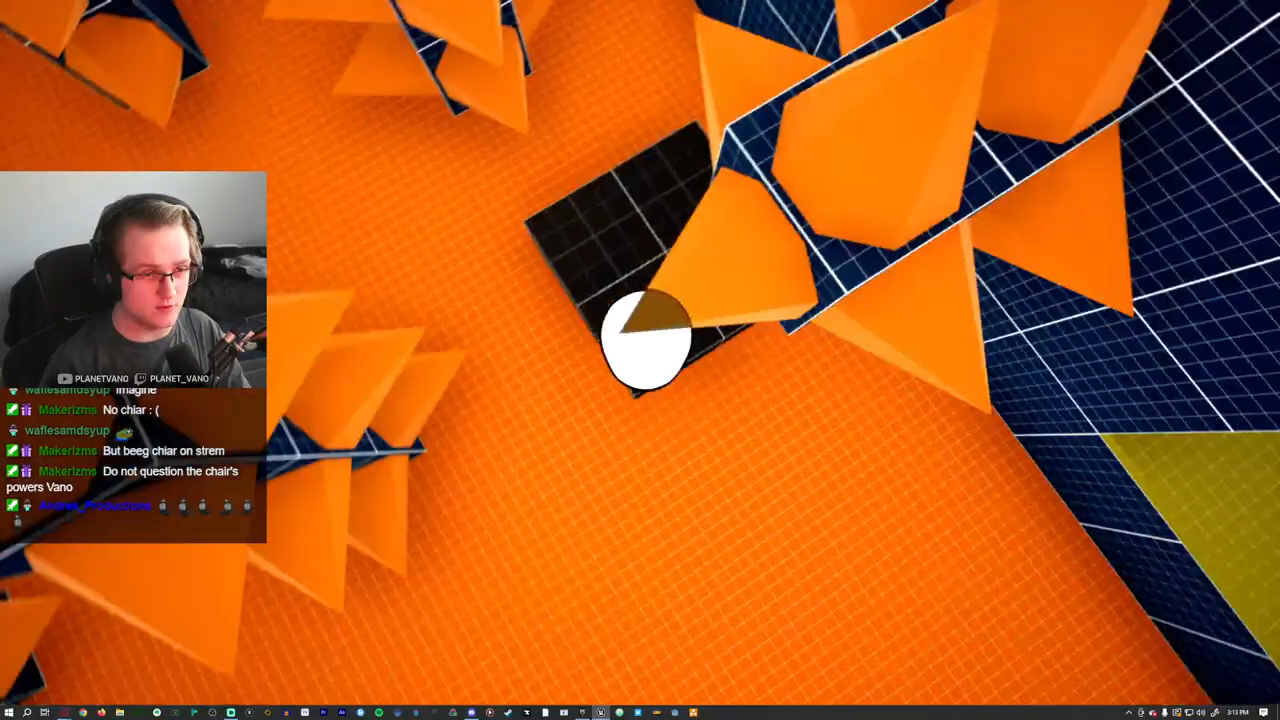 PLANETVANO PLANET_VANO
waflesamdsyup imagine
Makerizms No chiar : (
waflesamdsyup
Makerizms But beeg chiar on strem
Makerizms Do not question the chair's
powers Vano
3:13 PM